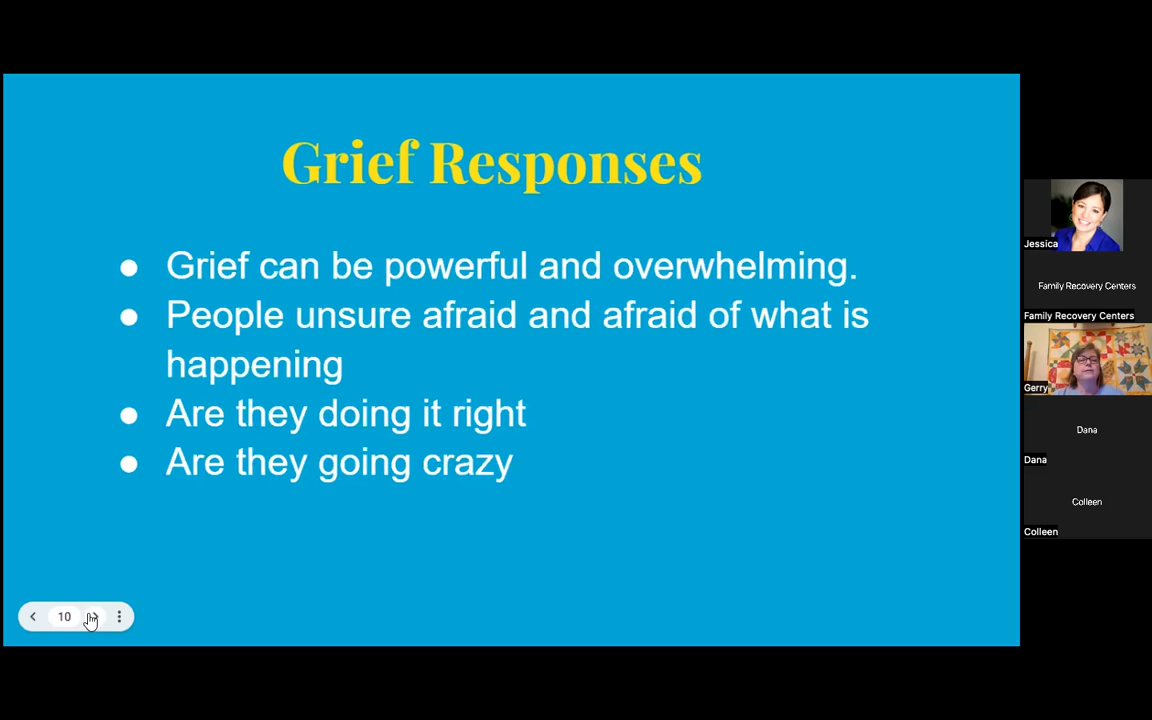 Grief Responses
● Grief can be powerful and overwhelming.
● People unsure afraid and afraid of what is
happening
● Are they doing it right
● Are they going crazy
10
Jessica
Family Recovery Centers
Family Recovery Centers
Gerry
Dana
Dana
Colleen
Colleen